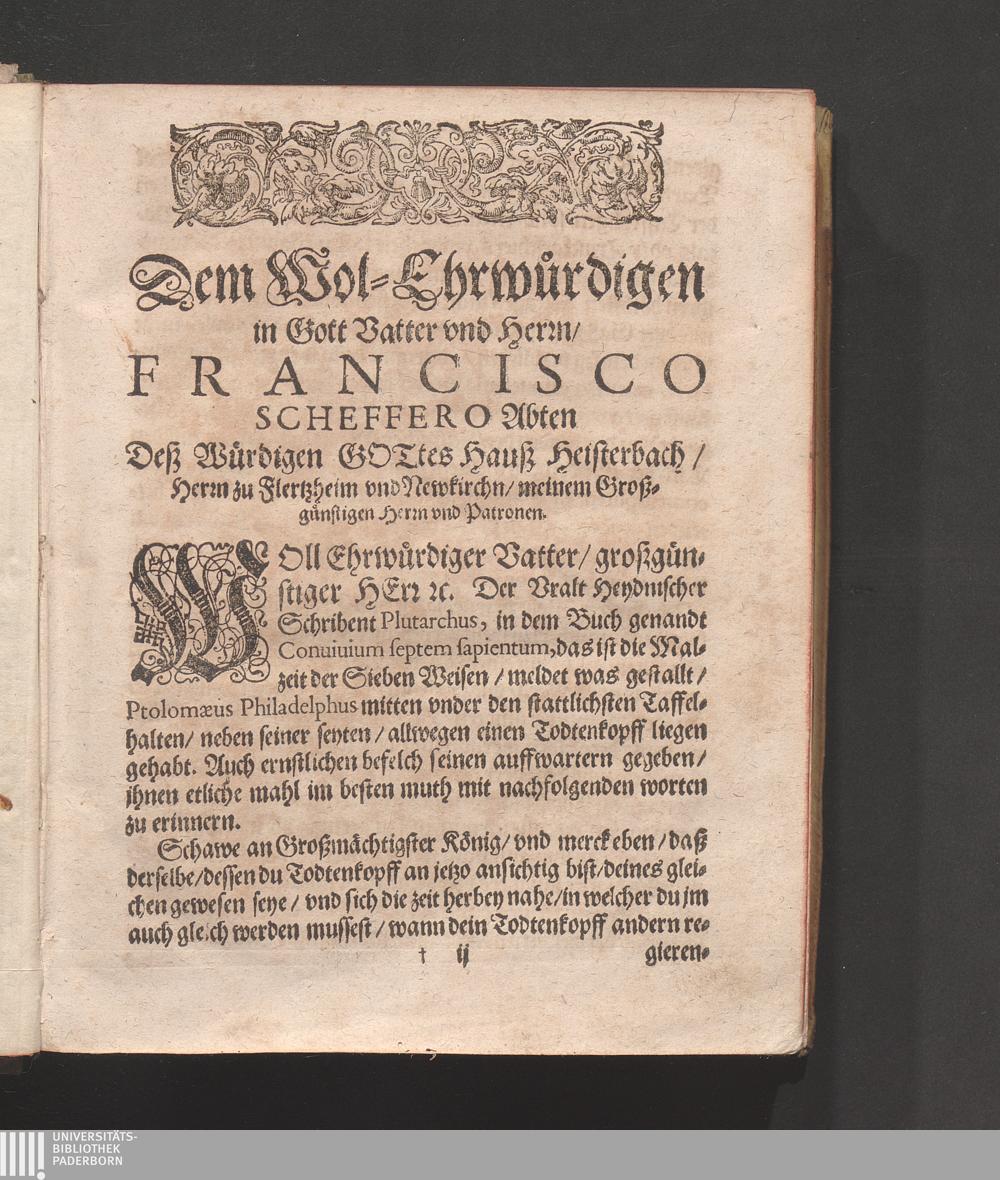 Dem Wol-Ehrwürdigen
in Gott Vatter vnd Herrn/
FRANCISCO
SCHEFFERO Abten
Deß Würdigen GOTtes Hauß Heisterbach/
Herrn zu Flertzheim vnd Newkirchn/ meinem Groß-
günstigen Herrn vnd Patronen.
WOll Ehrwürdiger Vatter/ großgün-
stiger HErr ꝛc. Der Vralt Heydnischer
Schribent Plutarchus, in dem Buch genandt
Conuiuium septem sapientum, das ist die Mal-
zeit der Sieben Weisen/ meldet was gestallt/
Ptolomæus Philadelphus mitten vnder den stattlichsten Taffel-
halten/ neben seiner seyten/ allwegen einen Todtenkopff liegen
gehabt. Auch ernstlichen befelch seinen auffwartern gegeben/
jhnen etliche mahl im besten muth mit nachfolgenden worten
zu erinnern.
Schawe an Großmächtigster König/ vnd merck eben/ daß
derselbe/ dessen du Todtenkopff an jetzo ansichtig bist/ deines glei-
chen gewesen seye/ vnd sich die zeit herbey nahe/ in welcher du jm
auch gleich werden mussest/ wann dein Todtenkopff andern re-
† ij gieren-
UNIVERSITÄTS-
BIBLIOTHEK
PADERBORN